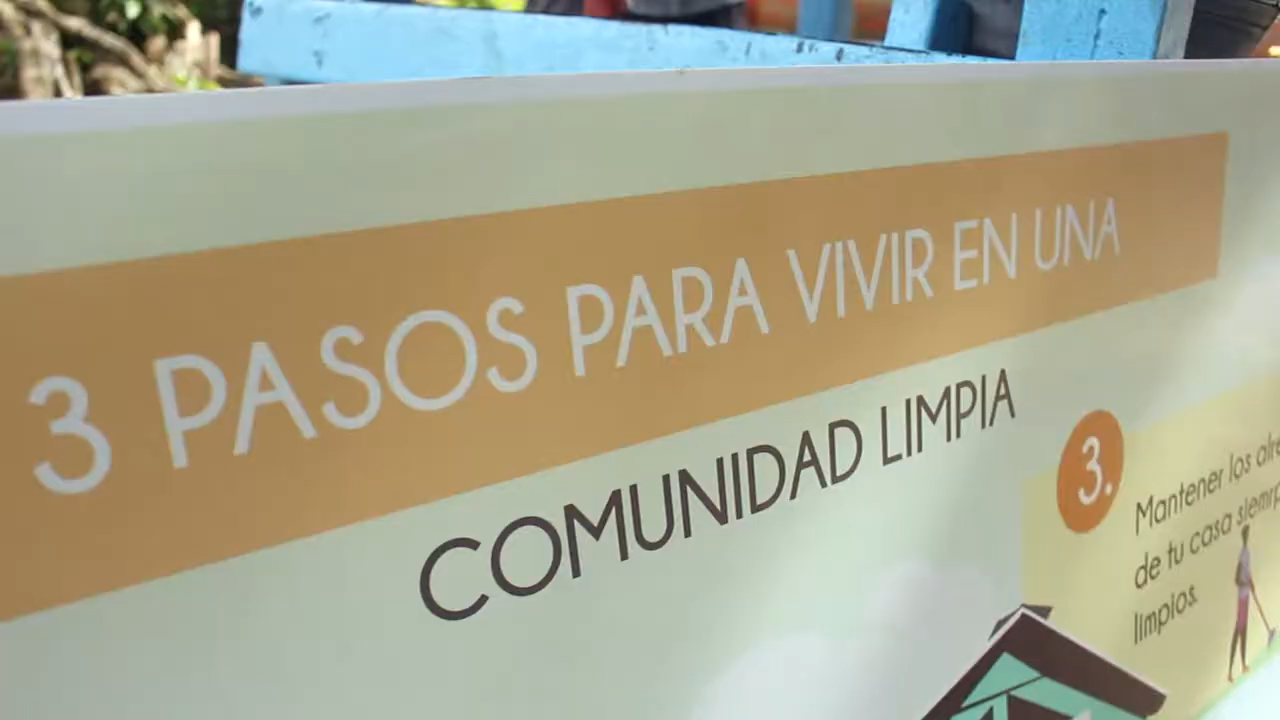 3 PASOS PARA VIVIR EN UNA
COMUNIDAD LIMPIA
3.
Mantener los
de tu casa
limpios.